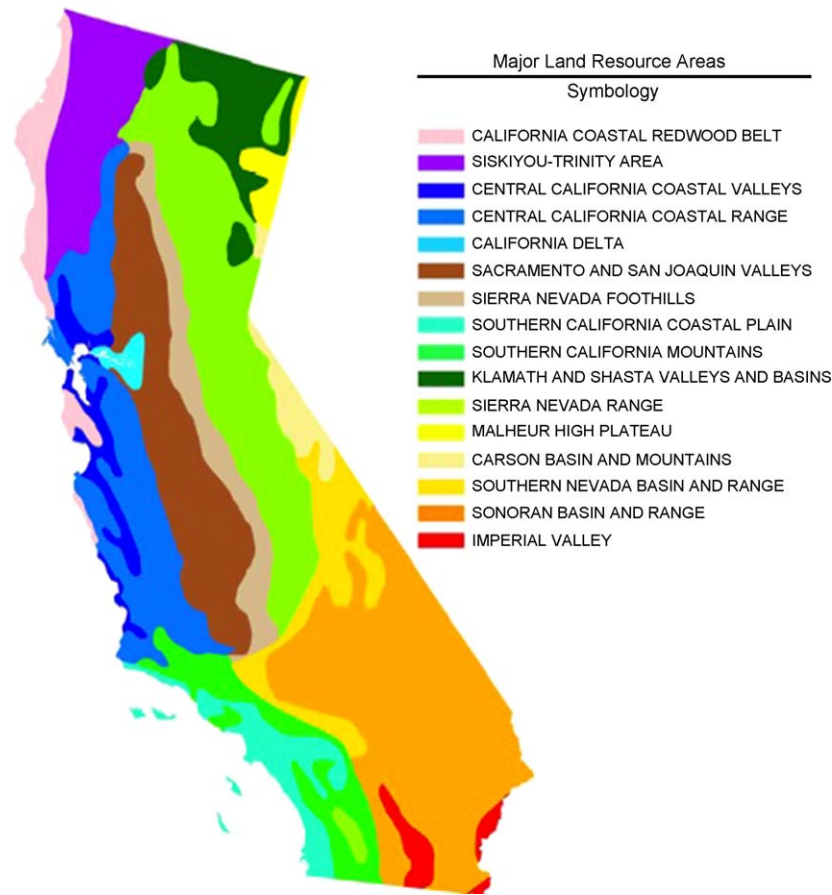 Major Land Resource Areas
Symbology
CALIFORNIA COASTAL REDWOOD BELT
SISKIYOU-TRINITY AREA
CENTRAL CALIFORNIA COASTAL VALLEYS
CENTRAL CALIFORNIA COASTAL RANGE
CALIFORNIA DELTA
SACRAMENTO AND SAN JOAQUIN VALLEYS
SIERRA NEVADA FOOTHILLS
SOUTHERN CALIFORNIA COASTAL PLAIN
SOUTHERN CALIFORNIA MOUNTAINS
KLAMATH AND SHASTA VALLEYS AND BASINS
SIERRA NEVADA RANGE
MALHEUR HIGH PLATEAU
CARSON BASIN AND MOUNTAINS
SOUTHERN NEVADA BASIN AND RANGE
SONORAN BASIN AND RANGE
IMPERIAL VALLEY